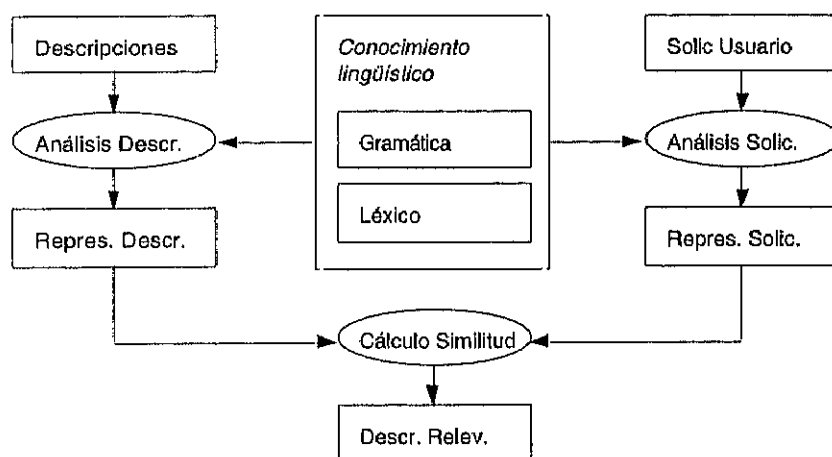 Descripciones
Conocimiento
lingüístico
Solic Usuario
Análisis Descr.
Gramática
Análisis Solic.
Léxico
Repres. Descr.
Repres. Solic.
Cálculo Similitud
Descr. Relev.